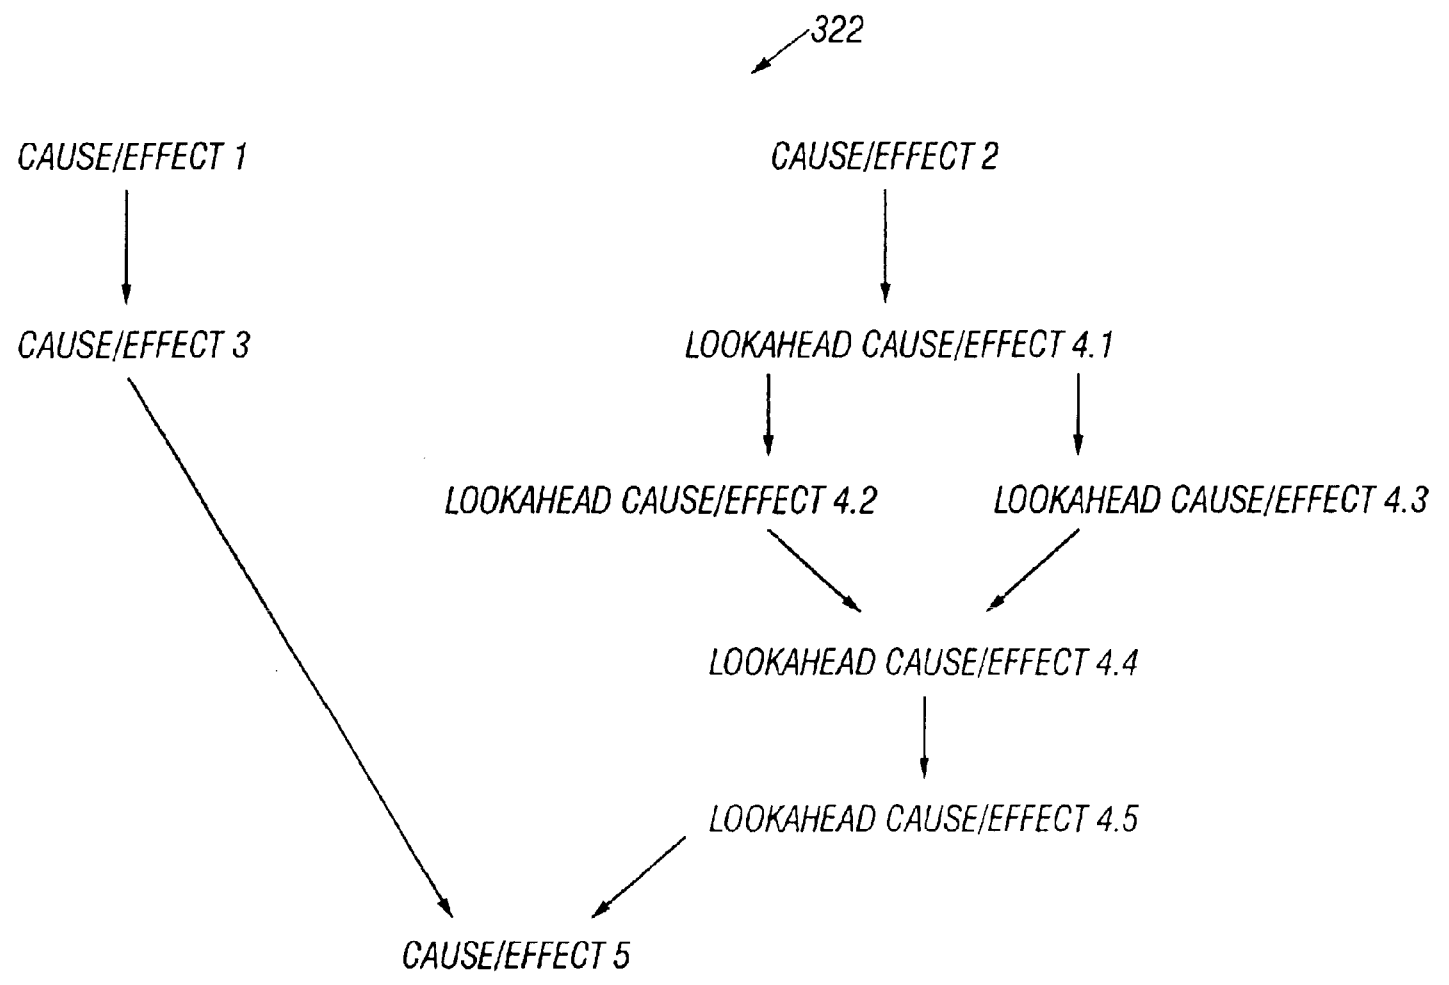 322
CAUSE/EFFECT 1
CAUSE/EFFECT 2
CAUSE/EFFECT 3
LOOKAHEAD CAUSE/EFFECT 4.1
LOOKAHEAD CAUSE/EFFECT 4.2
LOOKAHEAD CAUSE/EFFECT 4.3
LOOKAHEAD CAUSE/EFFECT 4.4
LOOKAHEAD CAUSE/EFFECT 4.5
CAUSE/EFFECT 5